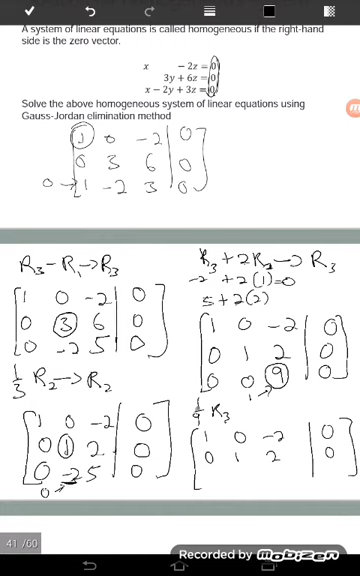 A system of linear equations is called homogeneous if the right-hand
side is the zero vector.
x − 2z = 0
3y + 6z = 0
x − 2y + 3z = 0
Solve the above homogeneous system of linear equations using
Gauss-Jordan elimination method
1 0 −2 | 0
0 3 6 | 0
0 → 1 −2 3 | 0
R3 − R1 → R3
1 0 −2 | 0
0 3 6 | 0
0 −2 5 | 0
1/3 R2 → R2
1 0 −2 | 0
0 1 2 | 0
0 −2 5 | 0
0 →
R3 + 2R2 → R3
−2 + 2(1) = 0
5 + 2(2)
1 0 −2 | 0
0 1 2 | 0
0 0 9 | 0
1 →
1/9 R3
1 0 −2 | 0
0 1 2 | 0
41 /60
Recorded by Mobizen